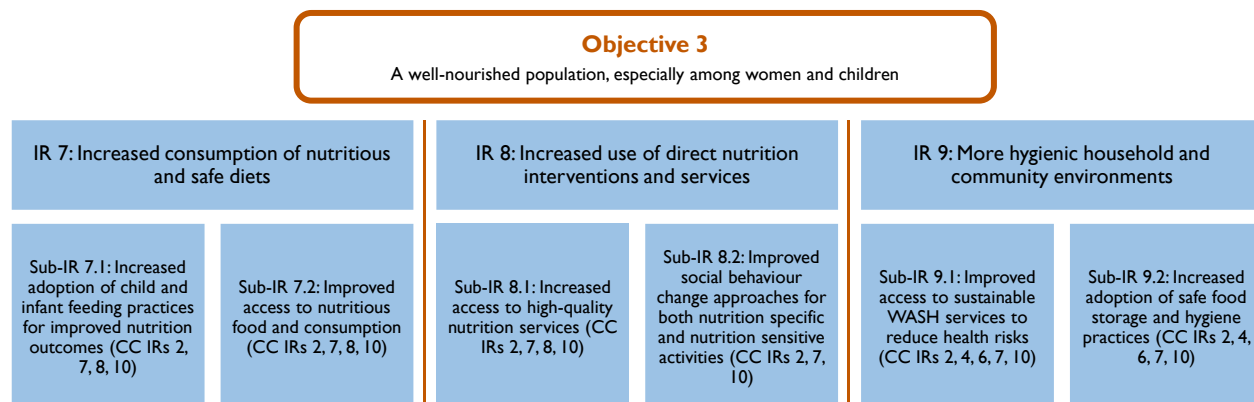 Objective 3
A well-nourished population, especially among women and children
IR 7: Increased consumption of nutritious
and safe diets
IR 8: Increased use of direct nutrition
interventions and services
IR 9: More hygienic household and
community environments
Sub-IR 7.1: Increased
adoption of child and
infant feeding practices
for improved nutrition
outcomes (CC IRs 2,
7, 8, 10)
Sub-IR 7.2: Improved
access to nutritious
food and consumption
(CC IRs 2, 7, 8, 10)
Sub-IR 8.1: Increased
access to high-quality
nutrition services (CC
IRs 2, 7, 8, 10)
Sub-IR 8.2: Improved
social behaviour
change approaches for
both nutrition specific
and nutrition sensitive
activities (CC IRs 2, 7,
10)
Sub-IR 9.1: Improved
access to sustainable
WASH services to
reduce health risks
(CC IRs 2, 4, 6, 7, 10)
Sub-IR 9.2: Increased
adoption of safe food
storage and hygiene
practices (CC IRs 2, 4,
6, 7, 10)